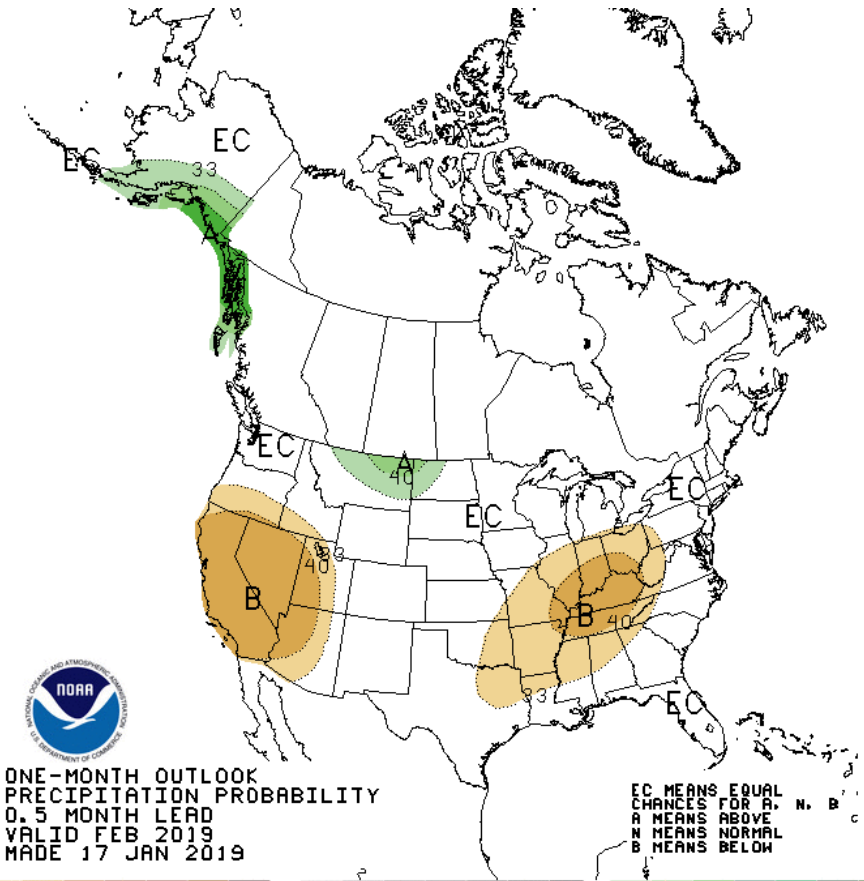 EC
EC
33
A
EC
A
40
EC
EC
33
40
B
B
40
33
EC
NOAA
NATIONAL OCEANIC AND ATMOSPHERIC ADMINISTRATION
U.S. DEPARTMENT OF COMMERCE
ONE-MONTH OUTLOOK
PRECIPITATION PROBABILITY
0.5 MONTH LEAD
VALID FEB 2019
MADE 17 JAN 2019
EC MEANS EQUAL
CHANCES FOR A, N, B
A MEANS ABOVE
N MEANS NORMAL
B MEANS BELOW